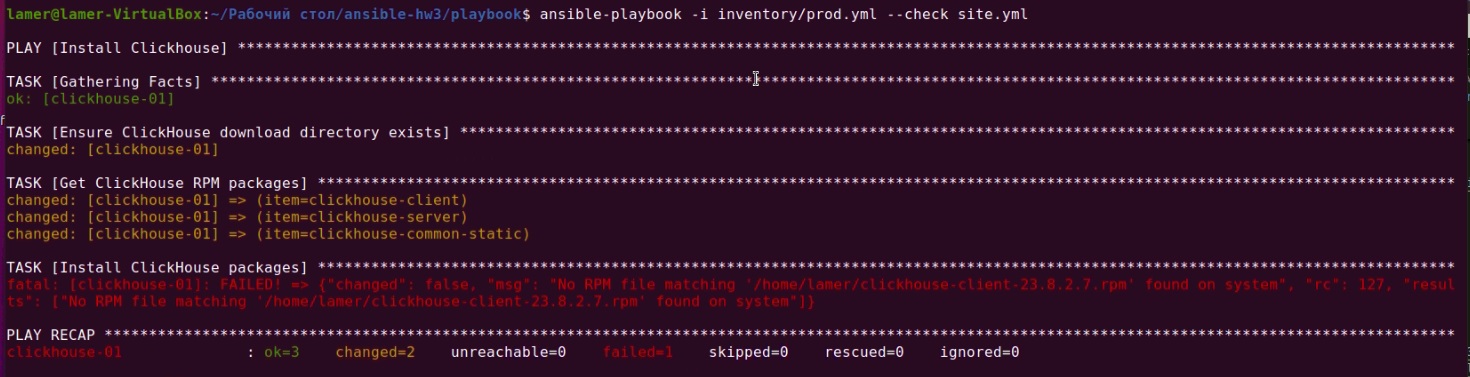 lamer@lamer-VirtualBox:~/Рабочий стол/ansible-hw3/playbook$ ansible-playbook -i inventory/prod.yml --check site.yml
PLAY [Install Clickhouse] *****************************************************************************************************************************************
TASK [Gathering Facts] ********************************************************************************************************************************************
ok: [clickhouse-01]
TASK [Ensure ClickHouse download directory exists] ****************************************************************************************************************
changed: [clickhouse-01]
TASK [Get ClickHouse RPM packages] ********************************************************************************************************************************
changed: [clickhouse-01] => (item=clickhouse-client)
changed: [clickhouse-01] => (item=clickhouse-server)
changed: [clickhouse-01] => (item=clickhouse-common-static)
TASK [Install ClickHouse packages] ********************************************************************************************************************************
fatal: [clickhouse-01]: FAILED! => {"changed": false, "msg": "No RPM file matching '/home/lamer/clickhouse-client-23.8.2.7.rpm' found on system", "rc": 127, "resul
ts": ["No RPM file matching '/home/lamer/clickhouse-client-23.8.2.7.rpm' found on system"]}
PLAY RECAP ********************************************************************************************************************************************************
clickhouse-01 : ok=3 changed=2 unreachable=0 failed=1 skipped=0 rescued=0 ignored=0